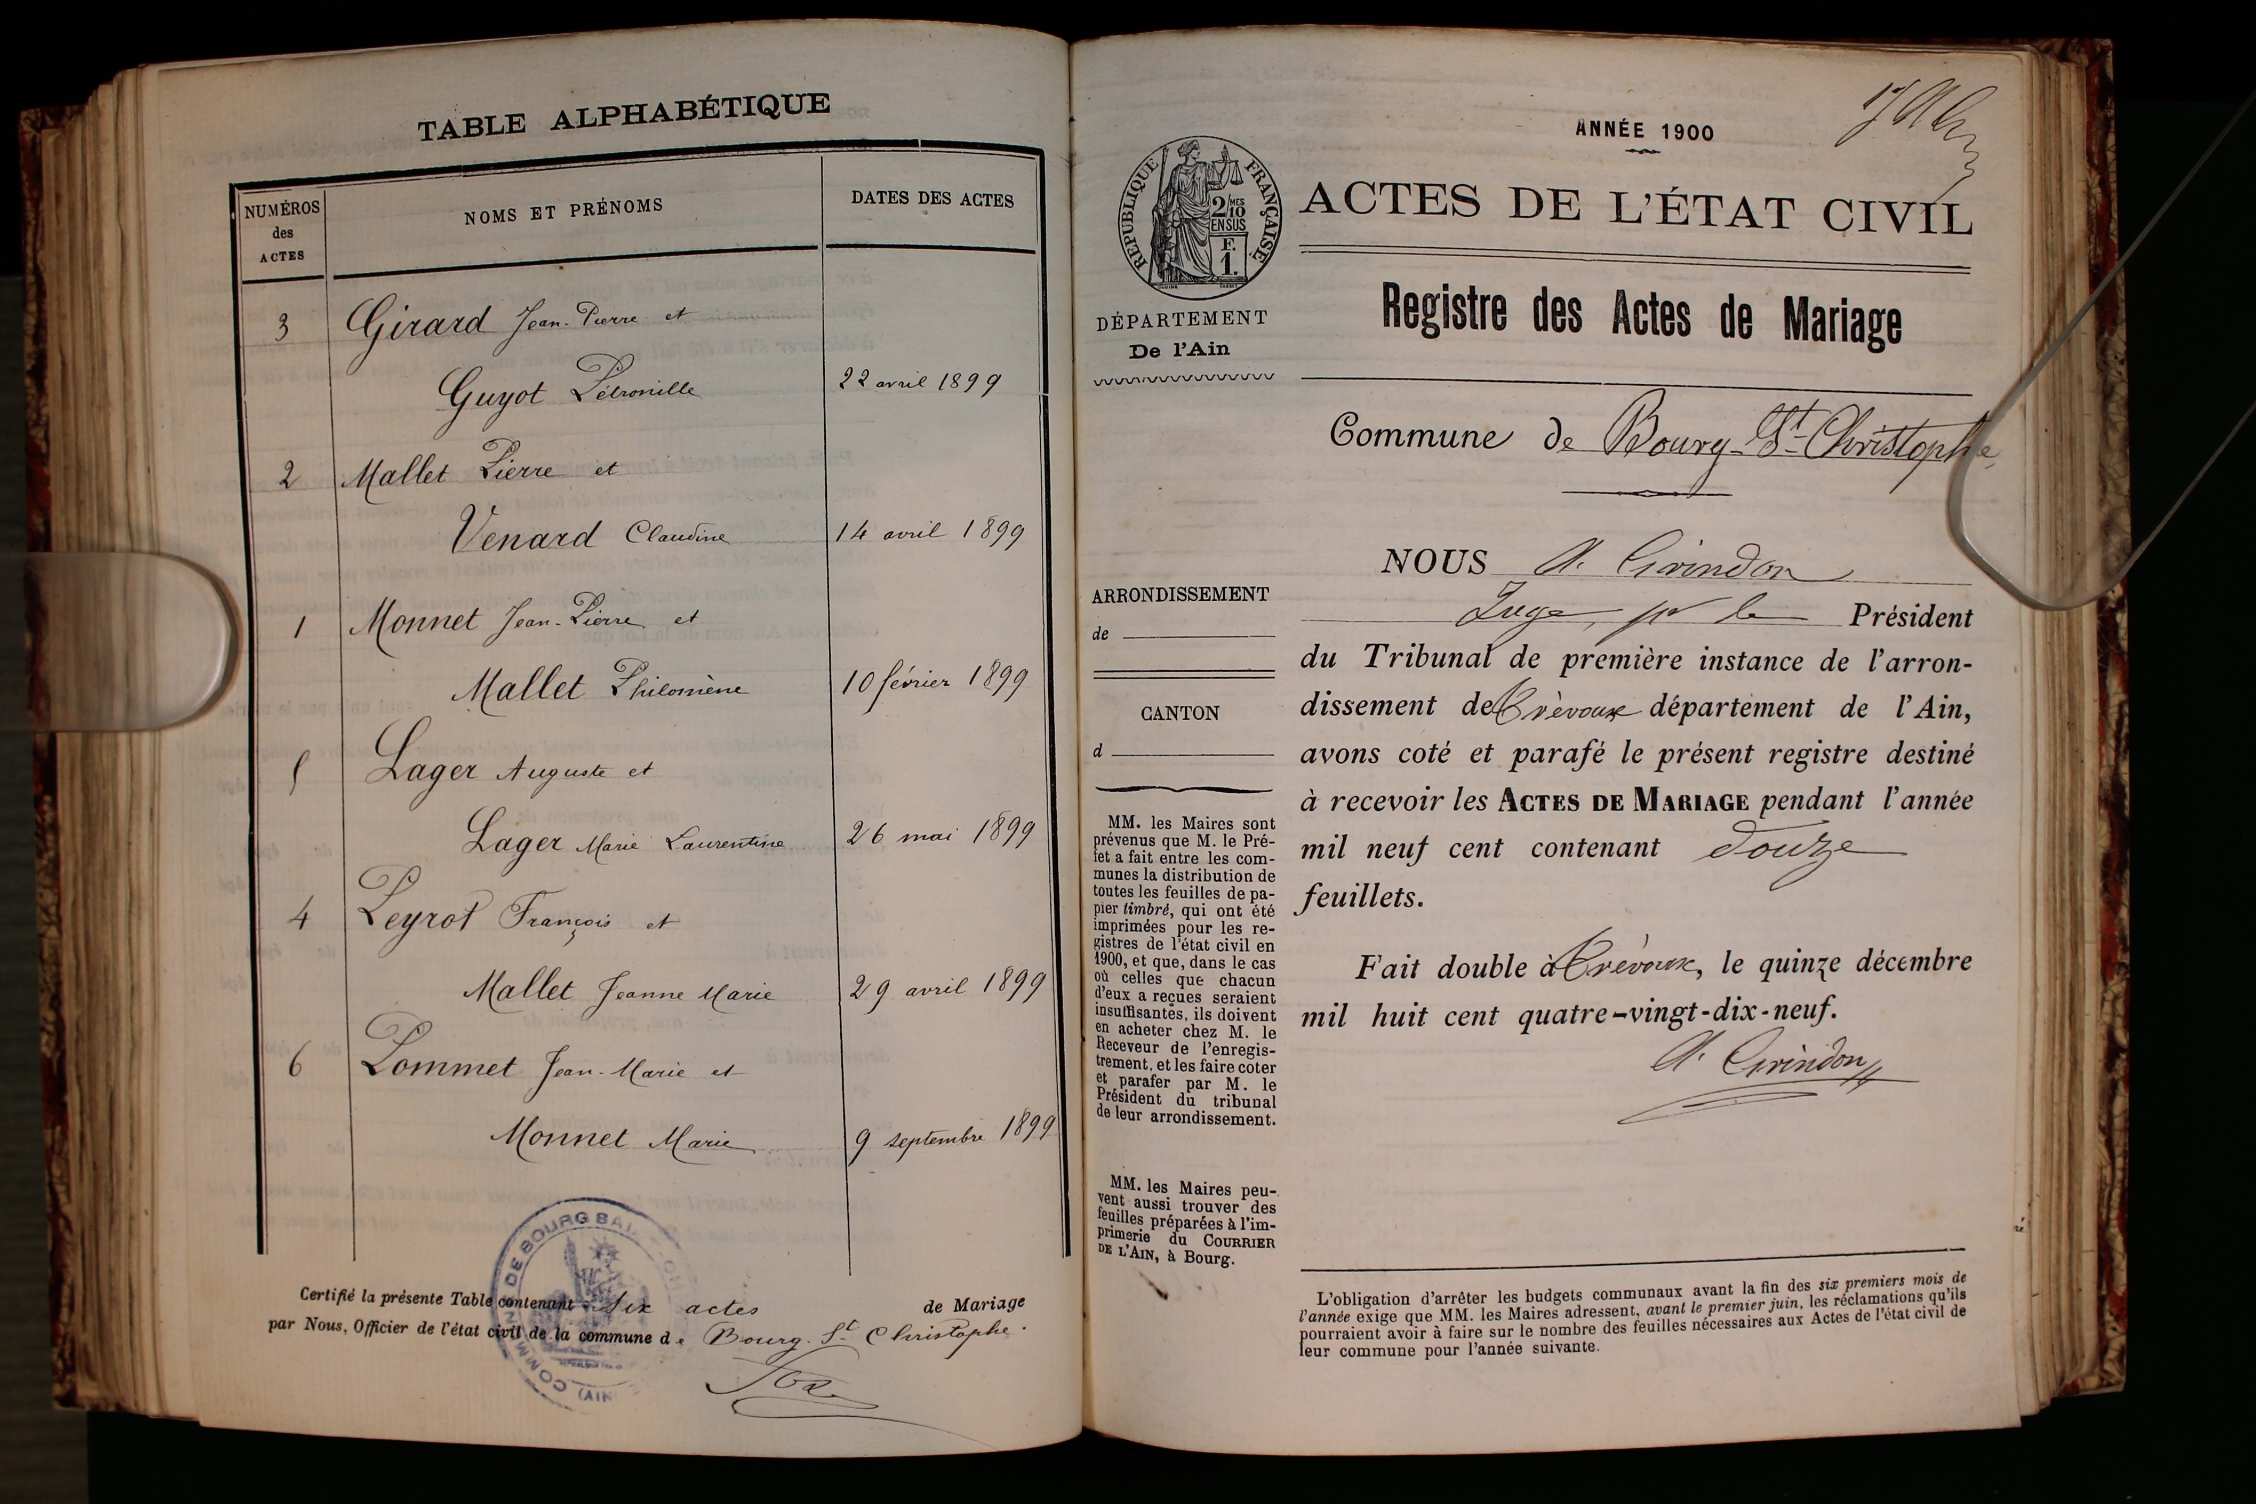 TABLE ALPHABÉTIQUE
NUMÉROS des ACTES
NOMS ET PRÉNOMS
DATES DES ACTES
3 Girard Jean-Pierre et
Guyot Pétronille 22 avril 1899
2 Mallet Pierre et
Venard Claudine 14 avril 1899
1 Monnet Jean-Pierre et
Mallet Philomène 10 février 1899
5 Pager Auguste et
Pager Marie Laurentine 26 mai 1899
4 Peyrot François et
Mallet Jeanne Marie 29 avril 1899
6 Pommet Jean-Marie et
Monnet Marie 9 septembre 1899
Certifié la présente Table contenant six actes de Mariage
par Nous, Officier de l'état civil de la commune de Bourg-St-Christophe.
COMMUNE DE BOURG (AIN)
ANNÉE 1900
RÉPUBLIQUE FRANÇAISE
2/10 MES
EN SUS
F.
1.
ACTES DE L'ÉTAT CIVIL
DÉPARTEMENT
De l'Ain
Registre des Actes de Mariage
Commune de Bourg-St-Christophe
ARRONDISSEMENT
de
CANTON
d
MM. les Maires sont
prévenus que M. le Pré-
fet a fait entre les com-
munes la distribution de
toutes les feuilles de pa-
pier timbré, qui ont été
imprimées pour les re-
gistres de l'état civil en
1900, et que, dans le cas
où celles que chacun
d'eux a reçues seraient
insuffisantes, ils doivent
en acheter chez M. le
Receveur de l'enregis-
trement, et les faire coter
et parafer par M. le
Président du tribunal
de leur arrondissement.
MM. les Maires peu-
vent aussi trouver des
feuilles préparées à l'im-
primerie du COURRIER
DE L'AIN, à Bourg.
NOUS A. Girindon
Juge, pr le Président
du Tribunal de première instance de l'arron-
dissement de Trévoux département de l'Ain,
avons coté et parafé le présent registre destiné
à recevoir les ACTES DE MARIAGE pendant l'année
mil neuf cent contenant douze
feuillets.
Fait double à Trévoux, le quinze décembre
mil huit cent quatre-vingt-dix-neuf.
A. Girindon
L'obligation d'arrêter les budgets communaux avant la fin des six premiers mois de
l'année exige que MM. les Maires adressent, avant le premier juin, les réclamations qu'ils
pourraient avoir à faire sur le nombre des feuilles nécessaires aux Actes de l'état civil de
leur commune pour l'année suivante.